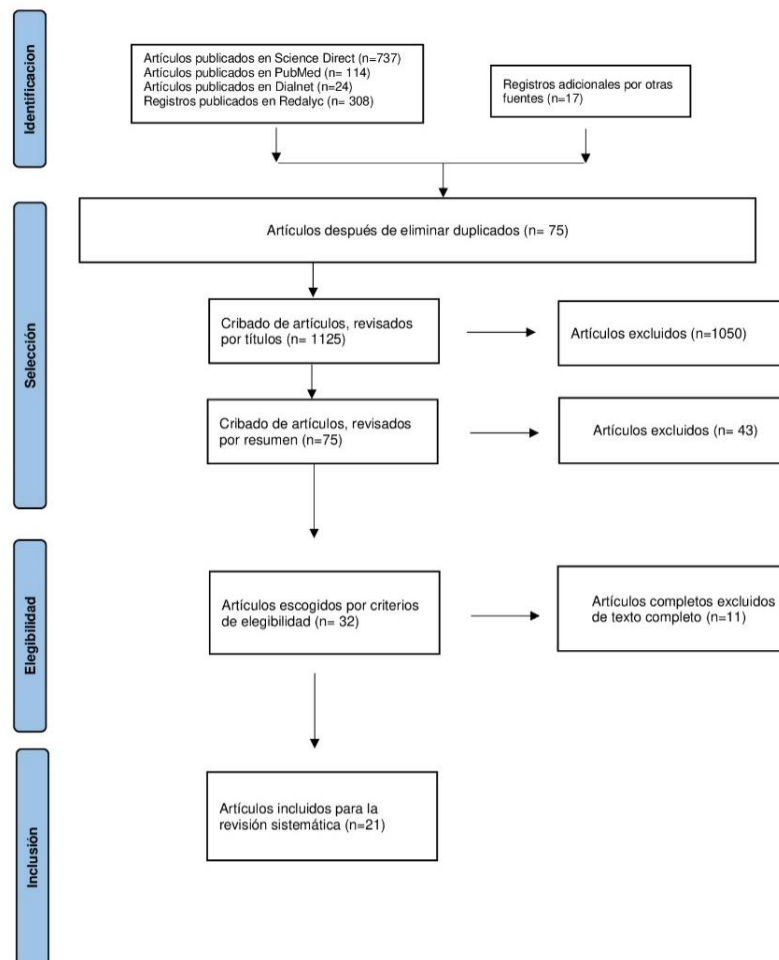 Identificacion
Artículos publicados en Science Direct (n=737)
Artículos publicados en PubMed (n= 114)
Artículos publicados en Dialnet (n=24)
Registros publicados en Redalyc (n= 308)
Registros adicionales por otras
fuentes (n=17)
Selección
Artículos después de eliminar duplicados (n= 75)
Cribado de artículos, revisados
por títulos (n= 1125)
Artículos excluidos (n=1050)
Cribado de artículos, revisados
por resumen (n=75)
Artículos excluidos (n= 43)
Elegibilidad
Artículos escogidos por criterios
de elegibilidad (n= 32)
Artículos completos excluidos
de texto completo (n=11)
Inclusión
Artículos incluidos para la
revisión sistemática (n=21)